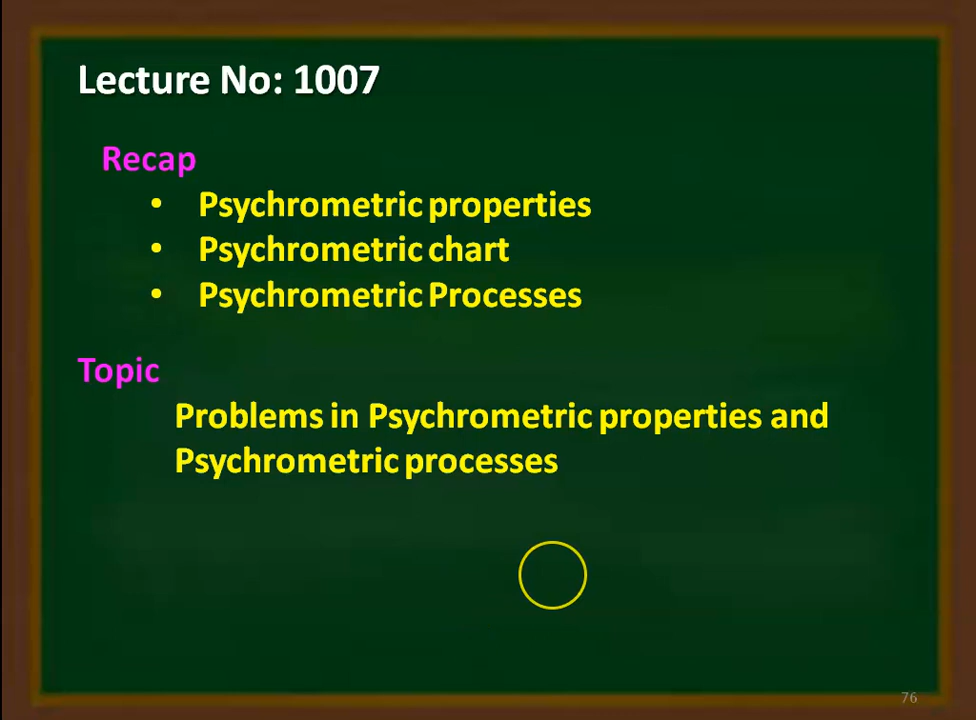 Lecture No: 1007
Recap
• Psychrometric properties
• Psychrometric chart
• Psychrometric Processes
Topic
Problems in Psychrometric properties and
Psychrometric processes
76